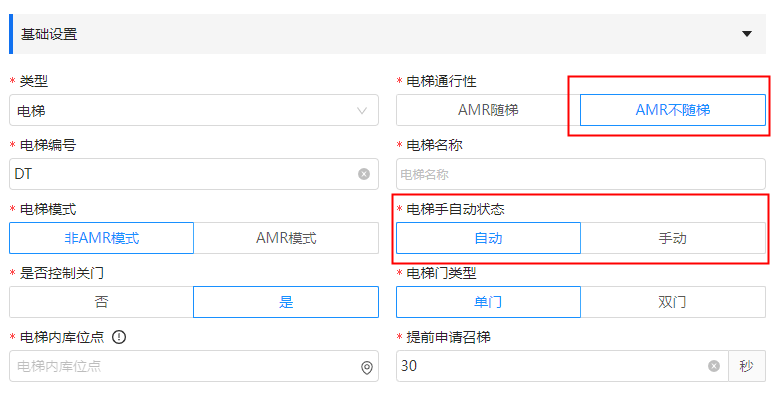 基础设置
* 类型
* 电梯通行性
电梯
AMR随梯
AMR不随梯
* 电梯编号
* 电梯名称
DT
电梯名称
* 电梯模式
* 电梯手自动状态
非AMR模式
AMR模式
自动
手动
* 是否控制关门
* 电梯门类型
否
是
单门
双门
* 电梯内库位点
* 提前申请召梯
电梯内库位点
30
秒